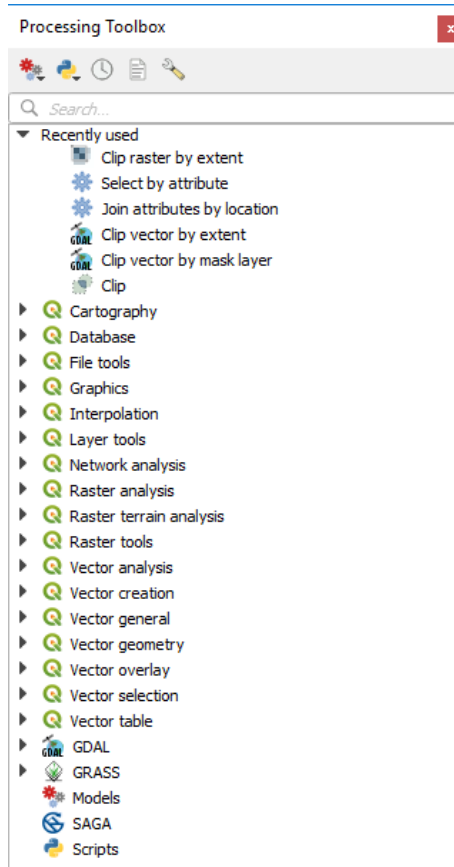 Processing Toolbox
Search...
Recently used
Clip raster by extent
Select by attribute
Join attributes by location
GDAL Clip vector by extent
GDAL Clip vector by mask layer
Clip
Cartography
Database
File tools
Graphics
Interpolation
Layer tools
Network analysis
Raster analysis
Raster terrain analysis
Raster tools
Vector analysis
Vector creation
Vector general
Vector geometry
Vector overlay
Vector selection
Vector table
GDAL GDAL
GRASS
Models
SAGA
Scripts